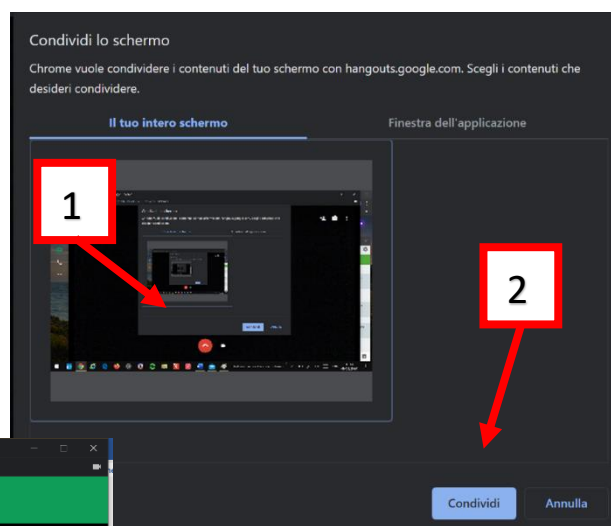 Condividi lo schermo
Chrome vuole condividere i contenuti del tuo schermo con hangouts.google.com. Scegli i contenuti che
desideri condividere.
Il tuo intero schermo Finestra dell'applicazione
1
2
Condividi Annulla